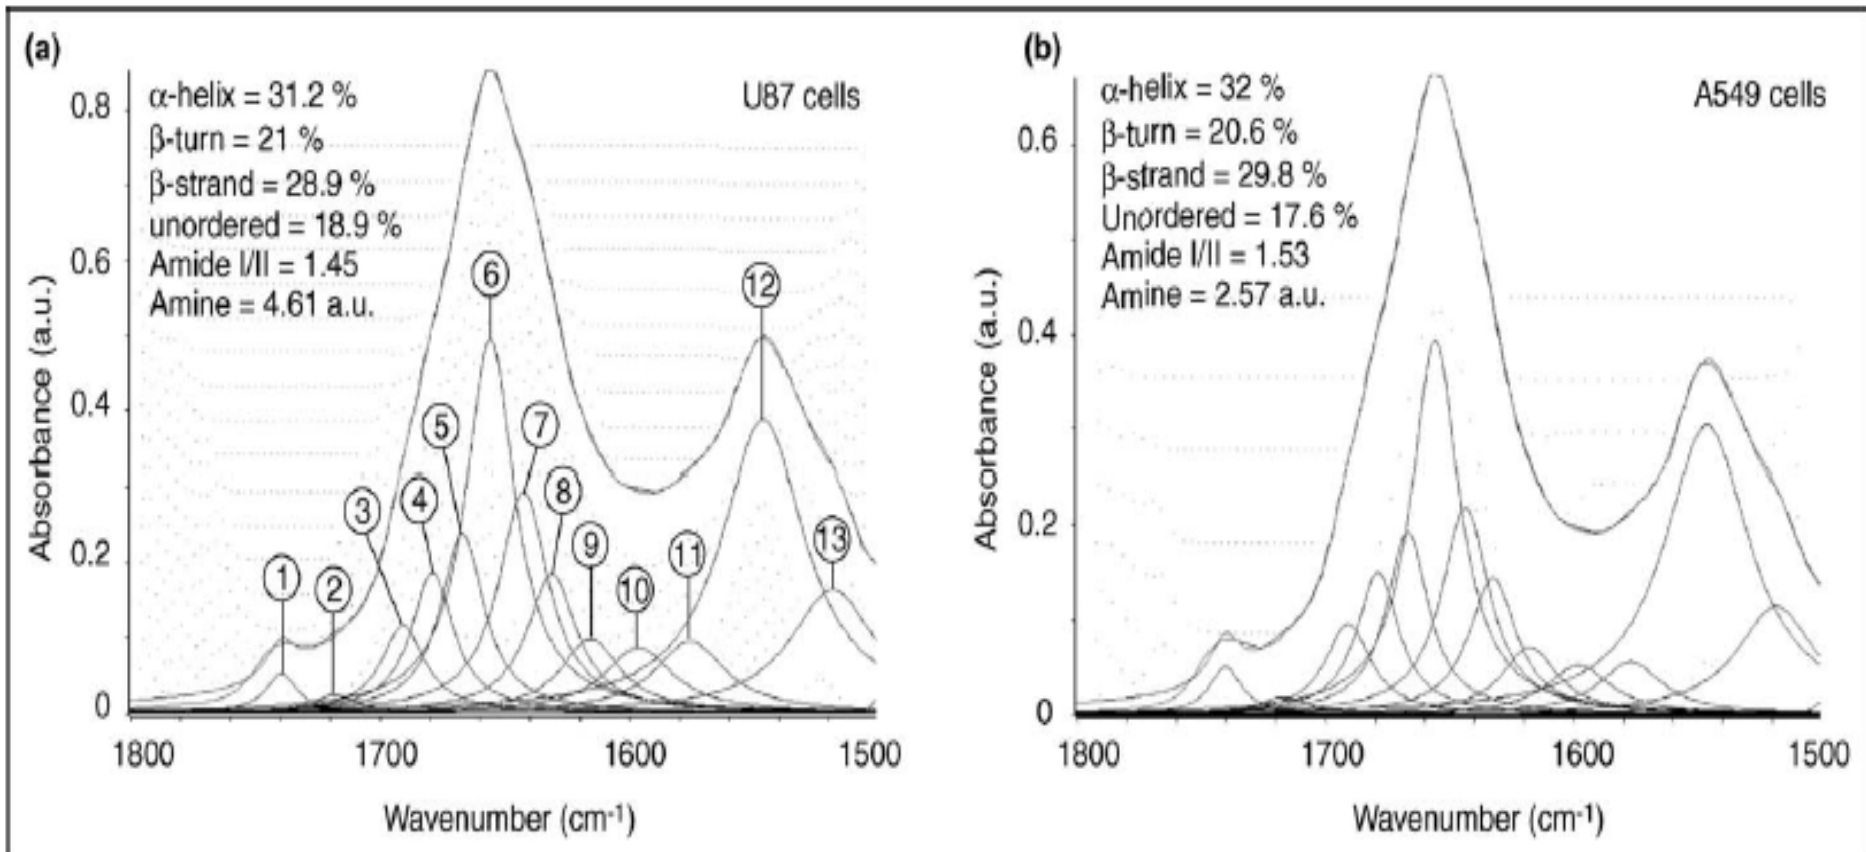 (a)
α-helix = 31.2 %
β-turn = 21 %
β-strand = 28.9 %
unordered = 18.9 %
Amide I/II = 1.45
Amine = 4.61 a.u.
U87 cells
Absorbance (a.u.)
0.8
0.6
0.4
0.2
0
1
2
3
4
5
6
7
8
9
10
11
12
13
1800
1700
1600
1500
Wavenumber (cm-1)
(b)
α-helix = 32 %
β-turn = 20.6 %
β-strand = 29.8 %
Unordered = 17.6 %
Amide I/II = 1.53
Amine = 2.57 a.u.
A549 cells
Absorbance (a.u.)
0.6
0.4
0.2
0
1800
1700
1600
1500
Wavenumber (cm-1)